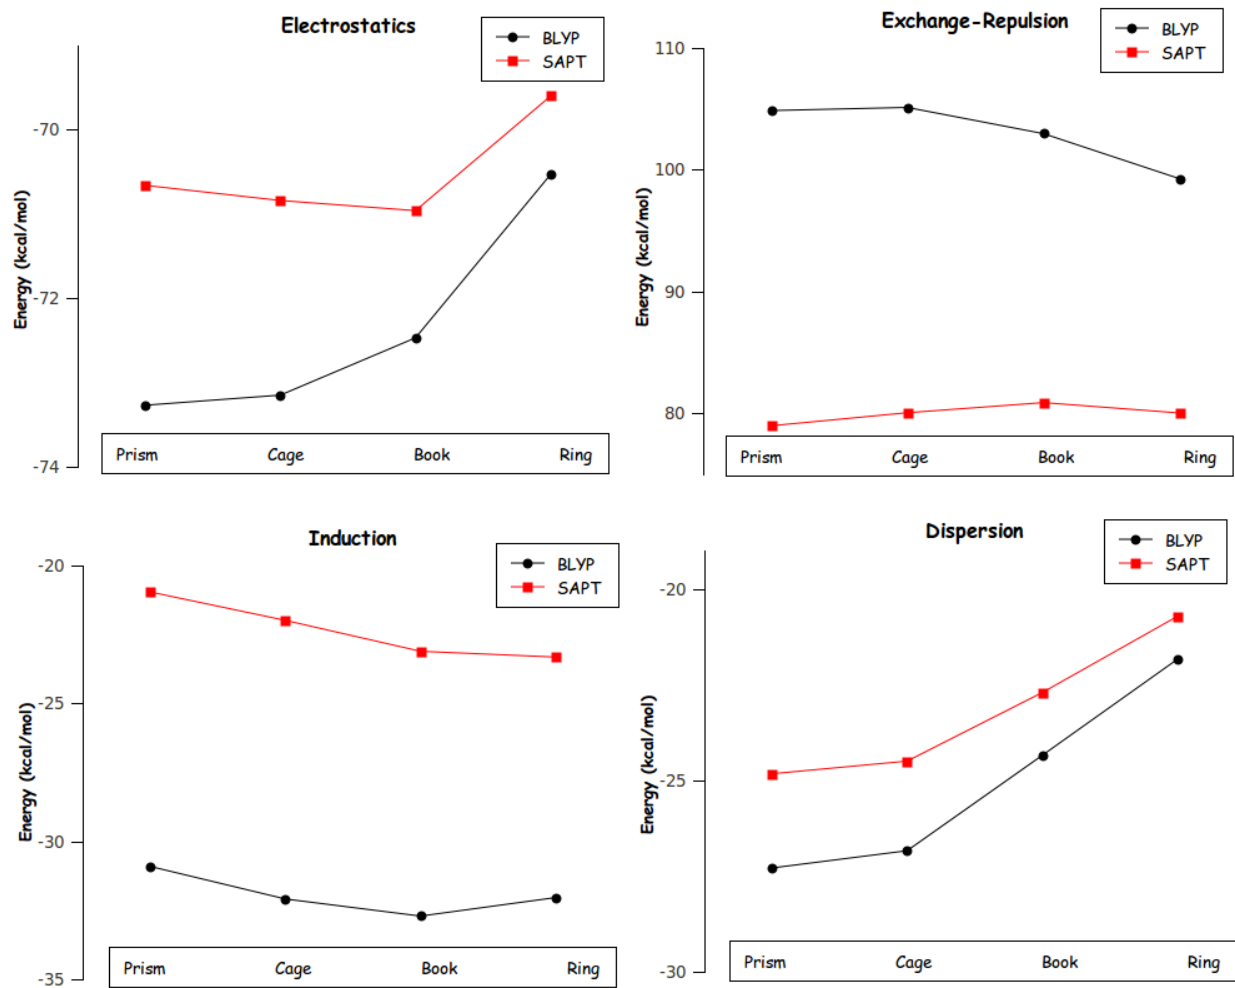 Electrostatics
BLYP
SAPT
-70
-72
-74
Energy (kcal/mol)
Prism Cage Book Ring
Exchange-Repulsion
BLYP
SAPT
110
100
90
80
Energy (kcal/mol)
Prism Cage Book Ring
Induction
BLYP
SAPT
-20
-25
-30
-35
Energy (kcal/mol)
Prism Cage Book Ring
Dispersion
BLYP
SAPT
-20
-25
-30
Energy (kcal/mol)
Prism Cage Book Ring